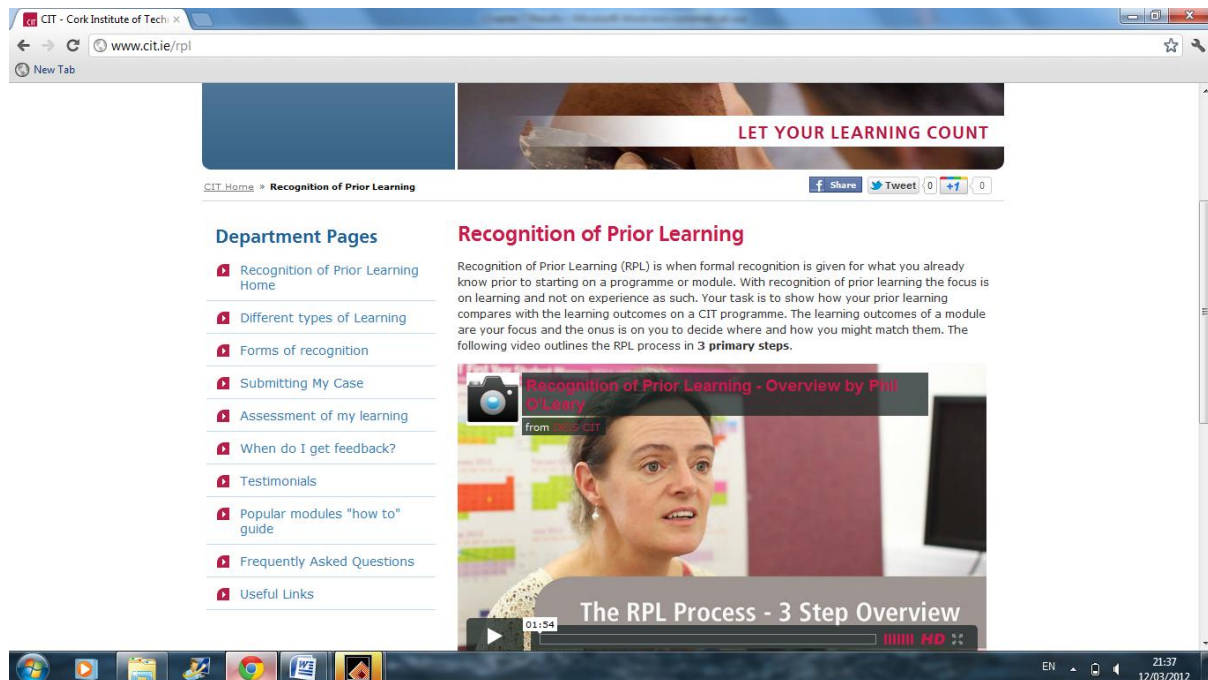 CIT - Cork Institute of Tech
www.cit.ie/rpl
New Tab
LET YOUR LEARNING COUNT
CIT Home » Recognition of Prior Learning
Share Tweet 0 +1 0
Department Pages
Recognition of Prior Learning
Home
Different types of Learning
Forms of recognition
Submitting My Case
Assessment of my learning
When do I get feedback?
Testimonials
Popular modules "how to"
guide
Frequently Asked Questions
Useful Links
Recognition of Prior Learning
Recognition of Prior Learning (RPL) is when formal recognition is given for what you already
know prior to starting on a programme or module. With recognition of prior learning the focus is
on learning and not on experience as such. Your task is to show how your prior learning
compares with the learning outcomes on a CIT programme. The learning outcomes of a module
are your focus and the onus is on you to decide where and how you might match them. The
following video outlines the RPL process in 3 primary steps.
Recognition of Prior Learning - Overview by Phil
O'Leary
from DEIS CIT
The RPL Process - 3 Step Overview
01:54
HD
EN 21:37
12/03/2012